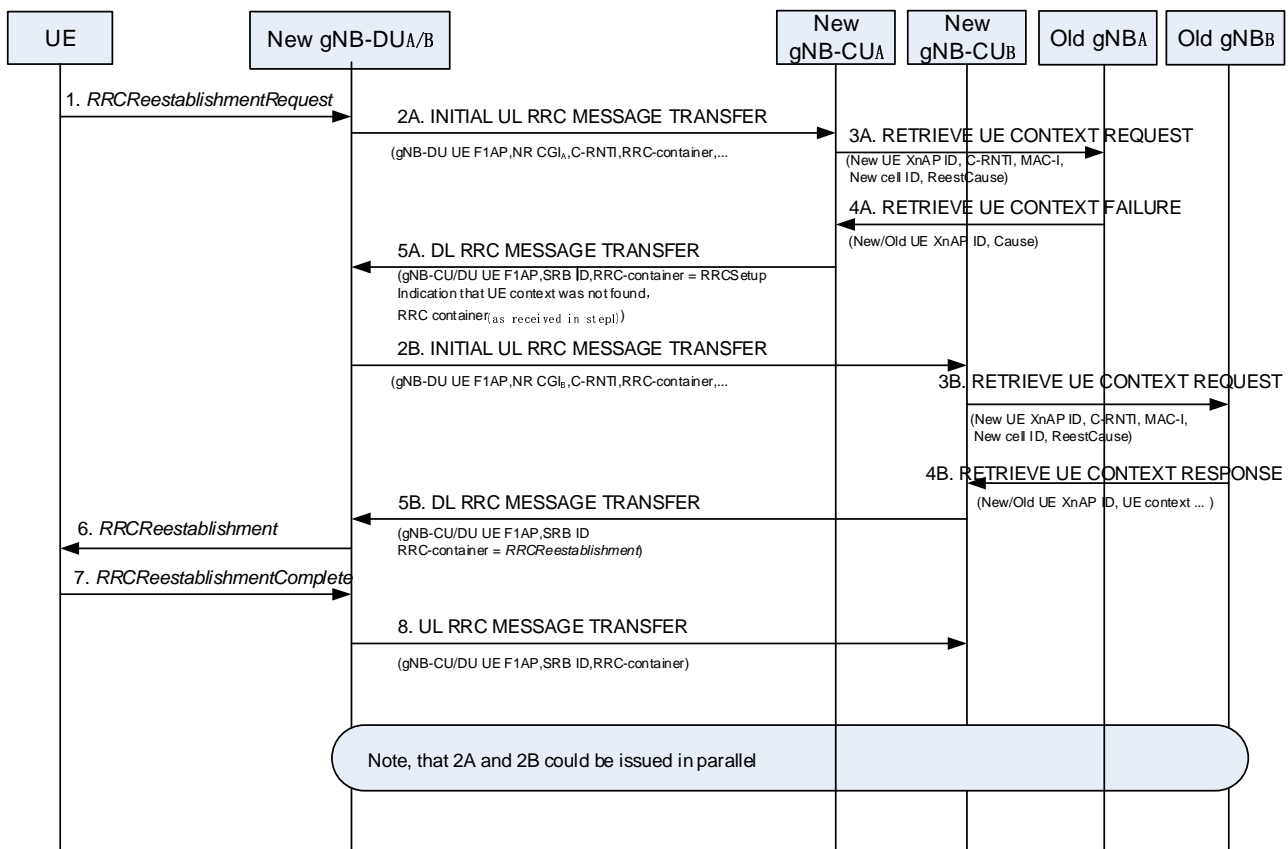 UE
New gNB-DUA/B
New
gNB-CUA
New
gNB-CUB
Old gNBA
Old gNBB
1. RRCReestablishmentRequest
2A. INITIAL UL RRC MESSAGE TRANSFER
(gNB-DU UE F1AP,NR CGIA,C-RNTI,RRC-container,...
3A. RETRIEVE UE CONTEXT REQUEST
(New UE XnAP ID, C-RNTI, MAC-I,
New cell ID, ReestCause)
4A. RETRIEVE UE CONTEXT FAILURE
(New/Old UE XnAP ID, Cause)
5A. DL RRC MESSAGE TRANSFER
(gNB-CU/DU UE F1AP,SRB ID,RRC-container = RRCSetup
Indication that UE context was not found,
RRC container(as received in step1))
2B. INITIAL UL RRC MESSAGE TRANSFER
(gNB-DU UE F1AP,NR CGIB,C-RNTI,RRC-container,...
3B. RETRIEVE UE CONTEXT REQUEST
(New UE XnAP ID, C-RNTI, MAC-I,
New cell ID, ReestCause)
4B. RETRIEVE UE CONTEXT RESPONSE
(New/Old UE XnAP ID, UE context ... )
5B. DL RRC MESSAGE TRANSFER
(gNB-CU/DU UE F1AP,SRB ID
RRC-container = RRCReestablishment)
6. RRCReestablishment
7. RRCReestablishmentComplete
8. UL RRC MESSAGE TRANSFER
(gNB-CU/DU UE F1AP,SRB ID,RRC-container)
Note, that 2A and 2B could be issued in parallel